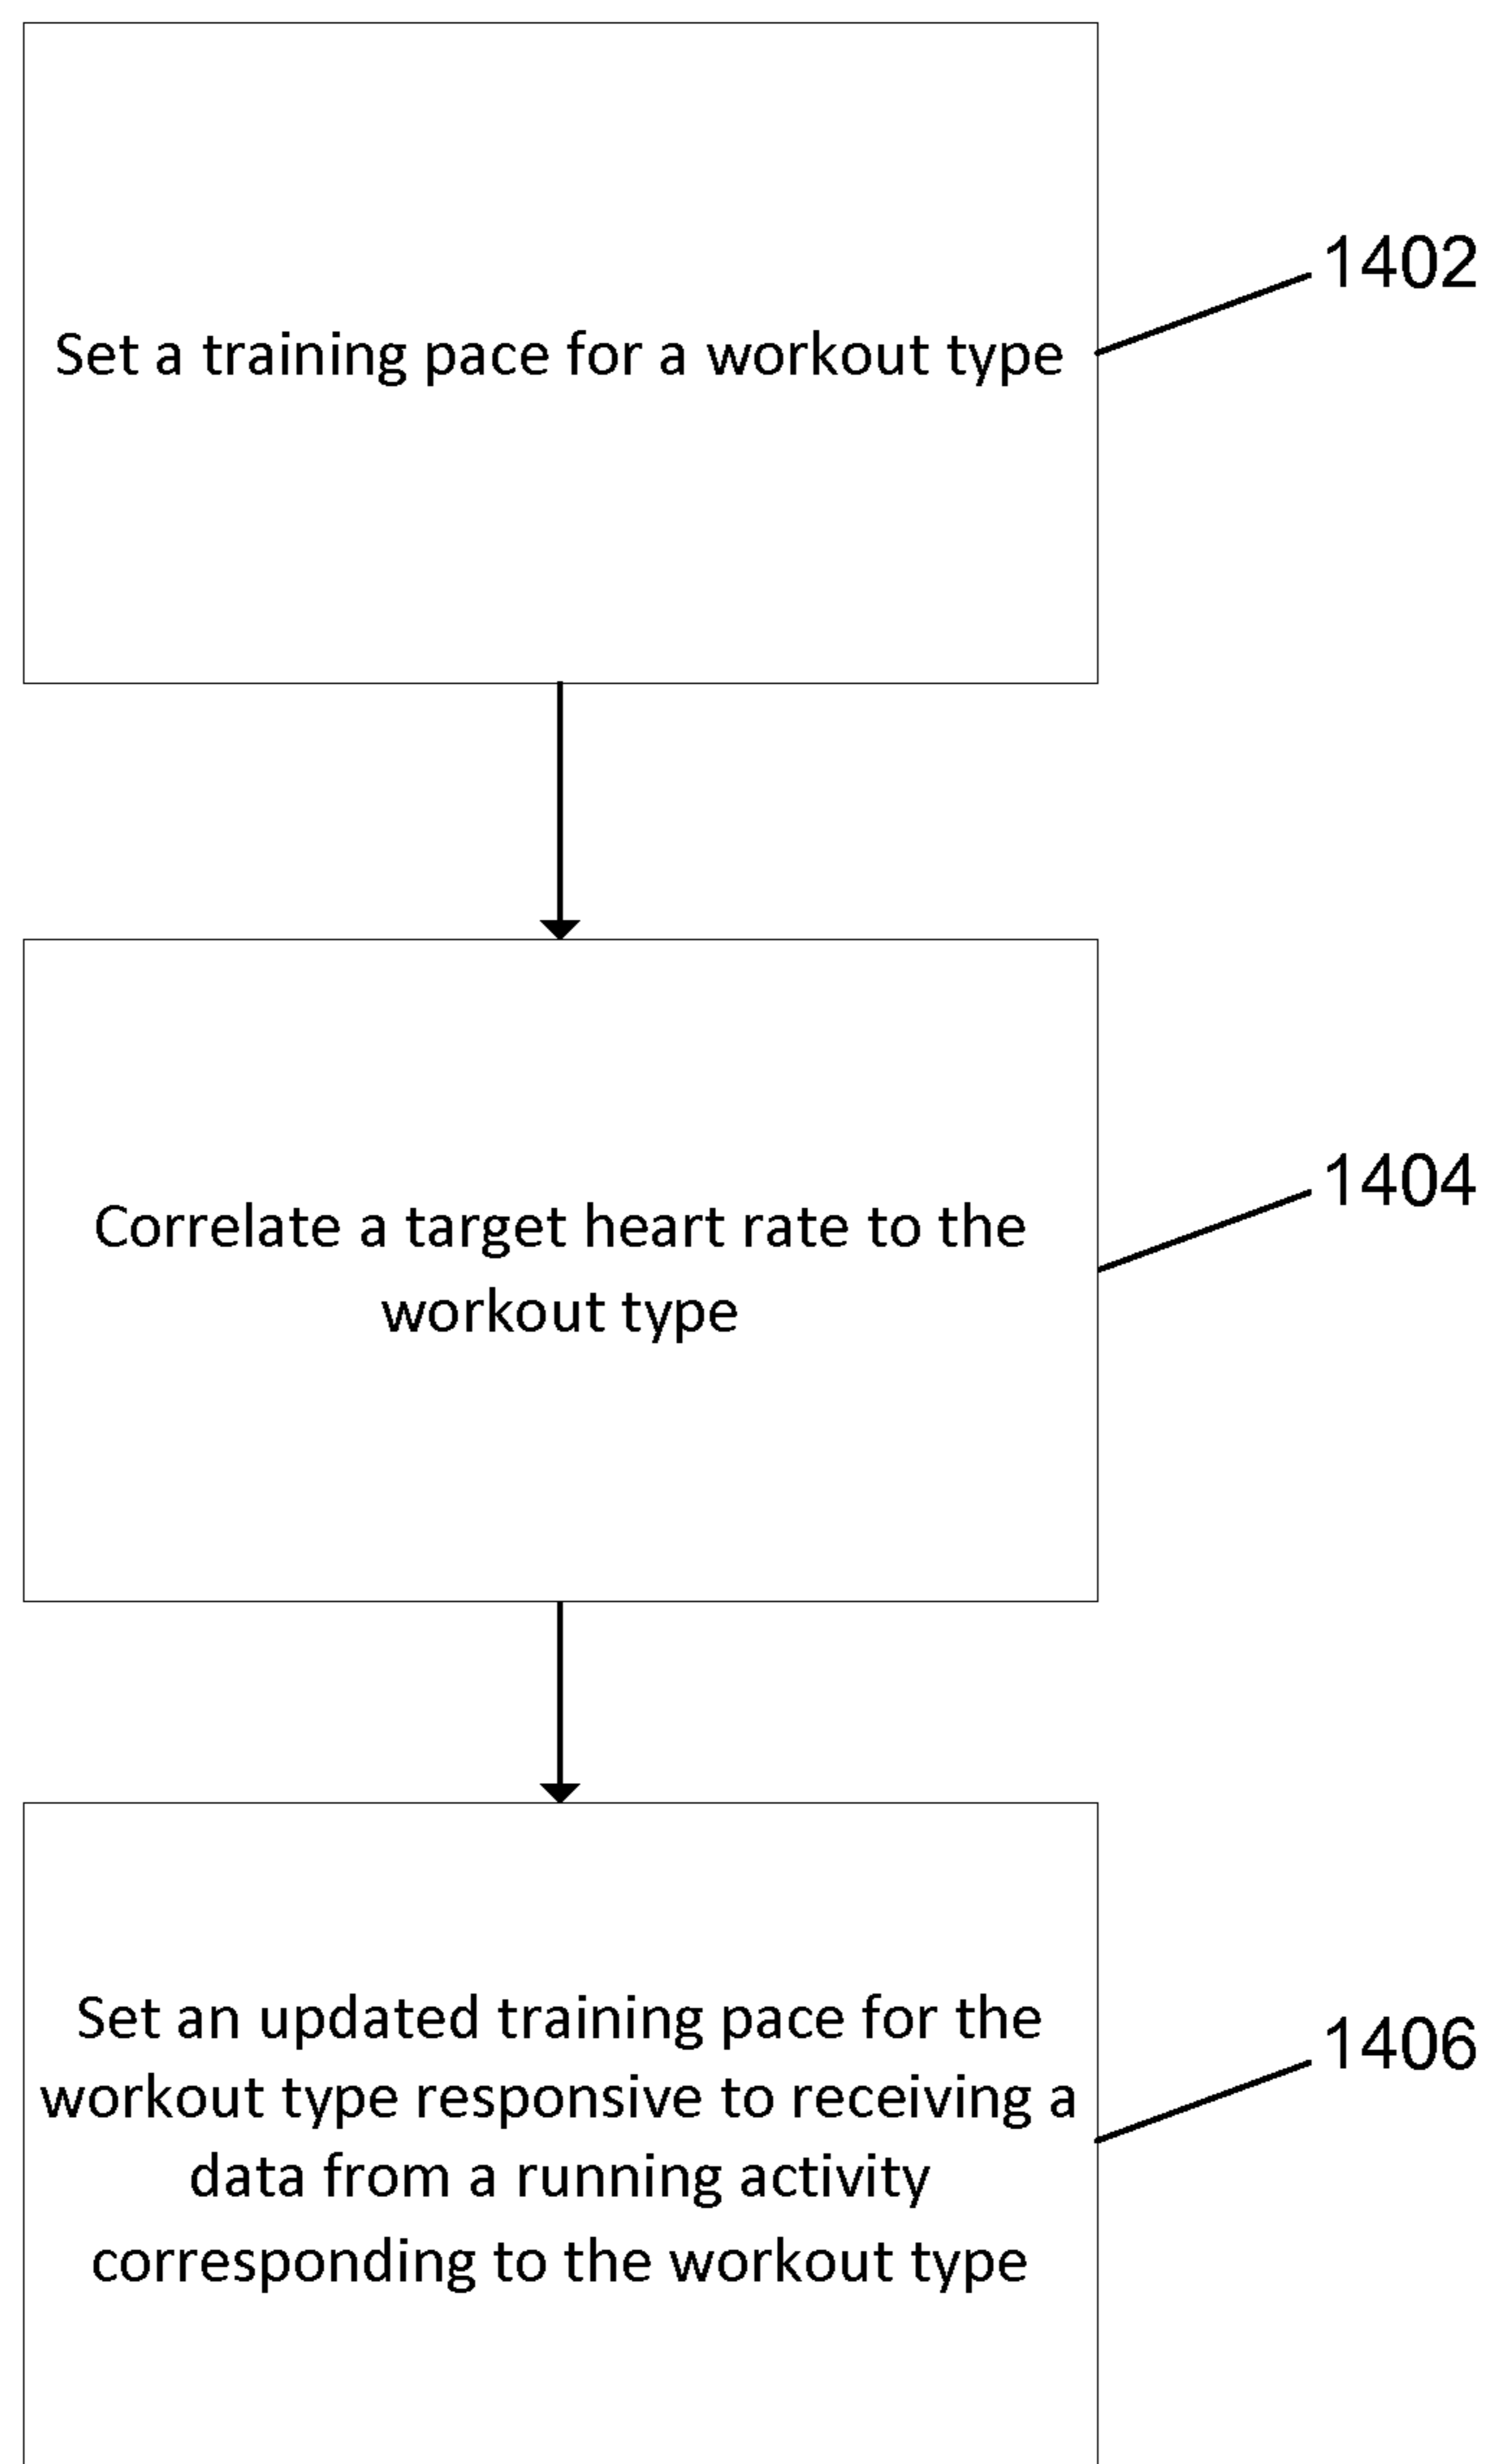 Set a training pace for a workout type
1402
Correlate a target heart rate to the
workout type
1404
Set an updated training pace for the
workout type responsive to receiving a
data from a running activity
corresponding to the workout type
1406